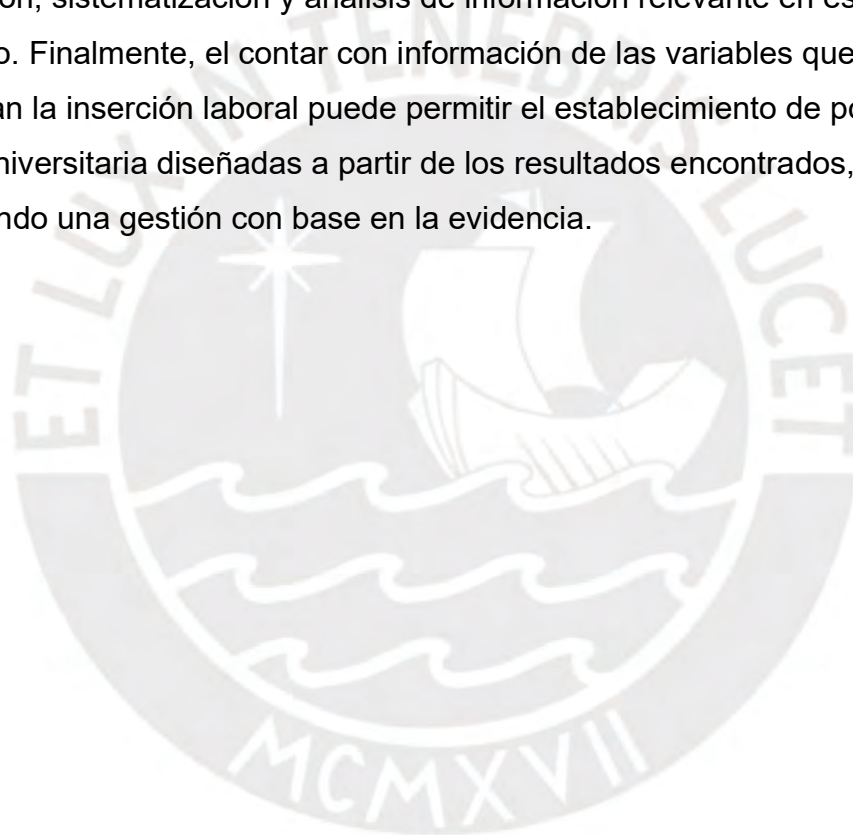 ón, sistematización y análisis de información relevante en es
o. Finalmente, el contar con información de las variables que
an la inserción laboral puede permitir el establecimiento de po
niversitaria diseñadas a partir de los resultados encontrados,
ndo una gestión con base en la evidencia.
ET LUX IN TENEBRIS LUCET
MCMXVII